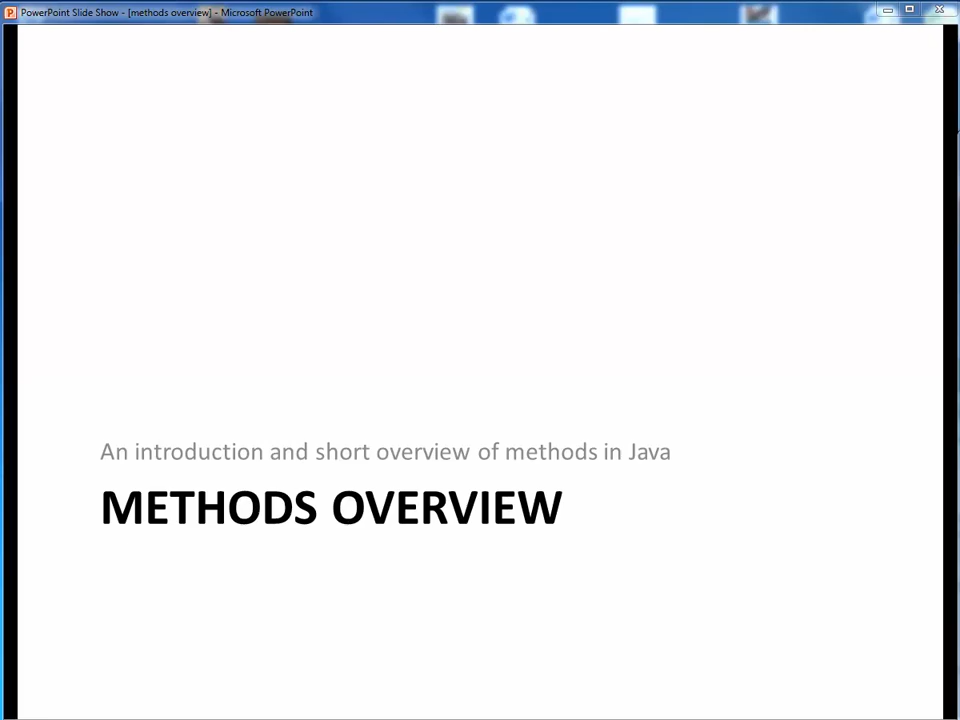 PowerPoint Slide Show - [methods overview] - Microsoft PowerPoint
An introduction and short overview of methods in Java
METHODS OVERVIEW